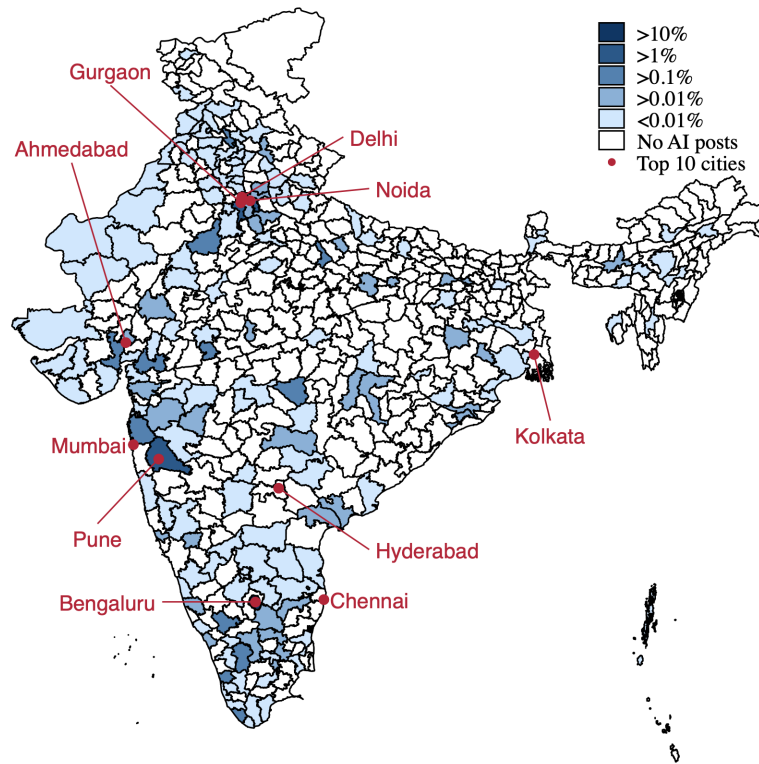 >10%
>1%
>0.1%
>0.01%
<0.01%
No AI posts
Top 10 cities
Gurgaon
Delhi
Ahmedabad
Noida
Mumbai
Kolkata
Pune
Hyderabad
Bengaluru
Chennai